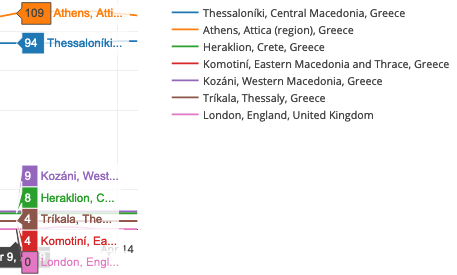 109 Athens, Atti...
94 Thessaloníki...
9 Kozáni, West...
8 Heraklion, C...
4 Tríkala, The...
4 Komotiní, Ea...
0 London, Engl...
r 9,
14
Thessaloníki, Central Macedonia, Greece
Athens, Attica (region), Greece
Heraklion, Crete, Greece
Komotiní, Eastern Macedonia and Thrace, Greece
Kozáni, Western Macedonia, Greece
Tríkala, Thessaly, Greece
London, England, United Kingdom